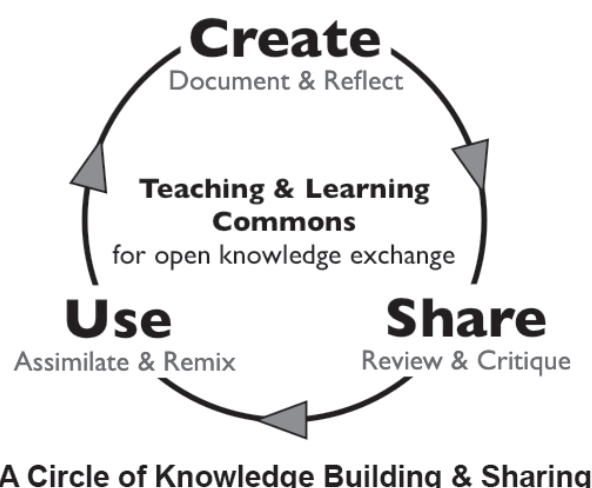 Create
Document & Reflect
Teaching & Learning
Commons
for open knowledge exchange
Use
Assimilate & Remix
Share
Review & Critique
A Circle of Knowledge Building & Sharing